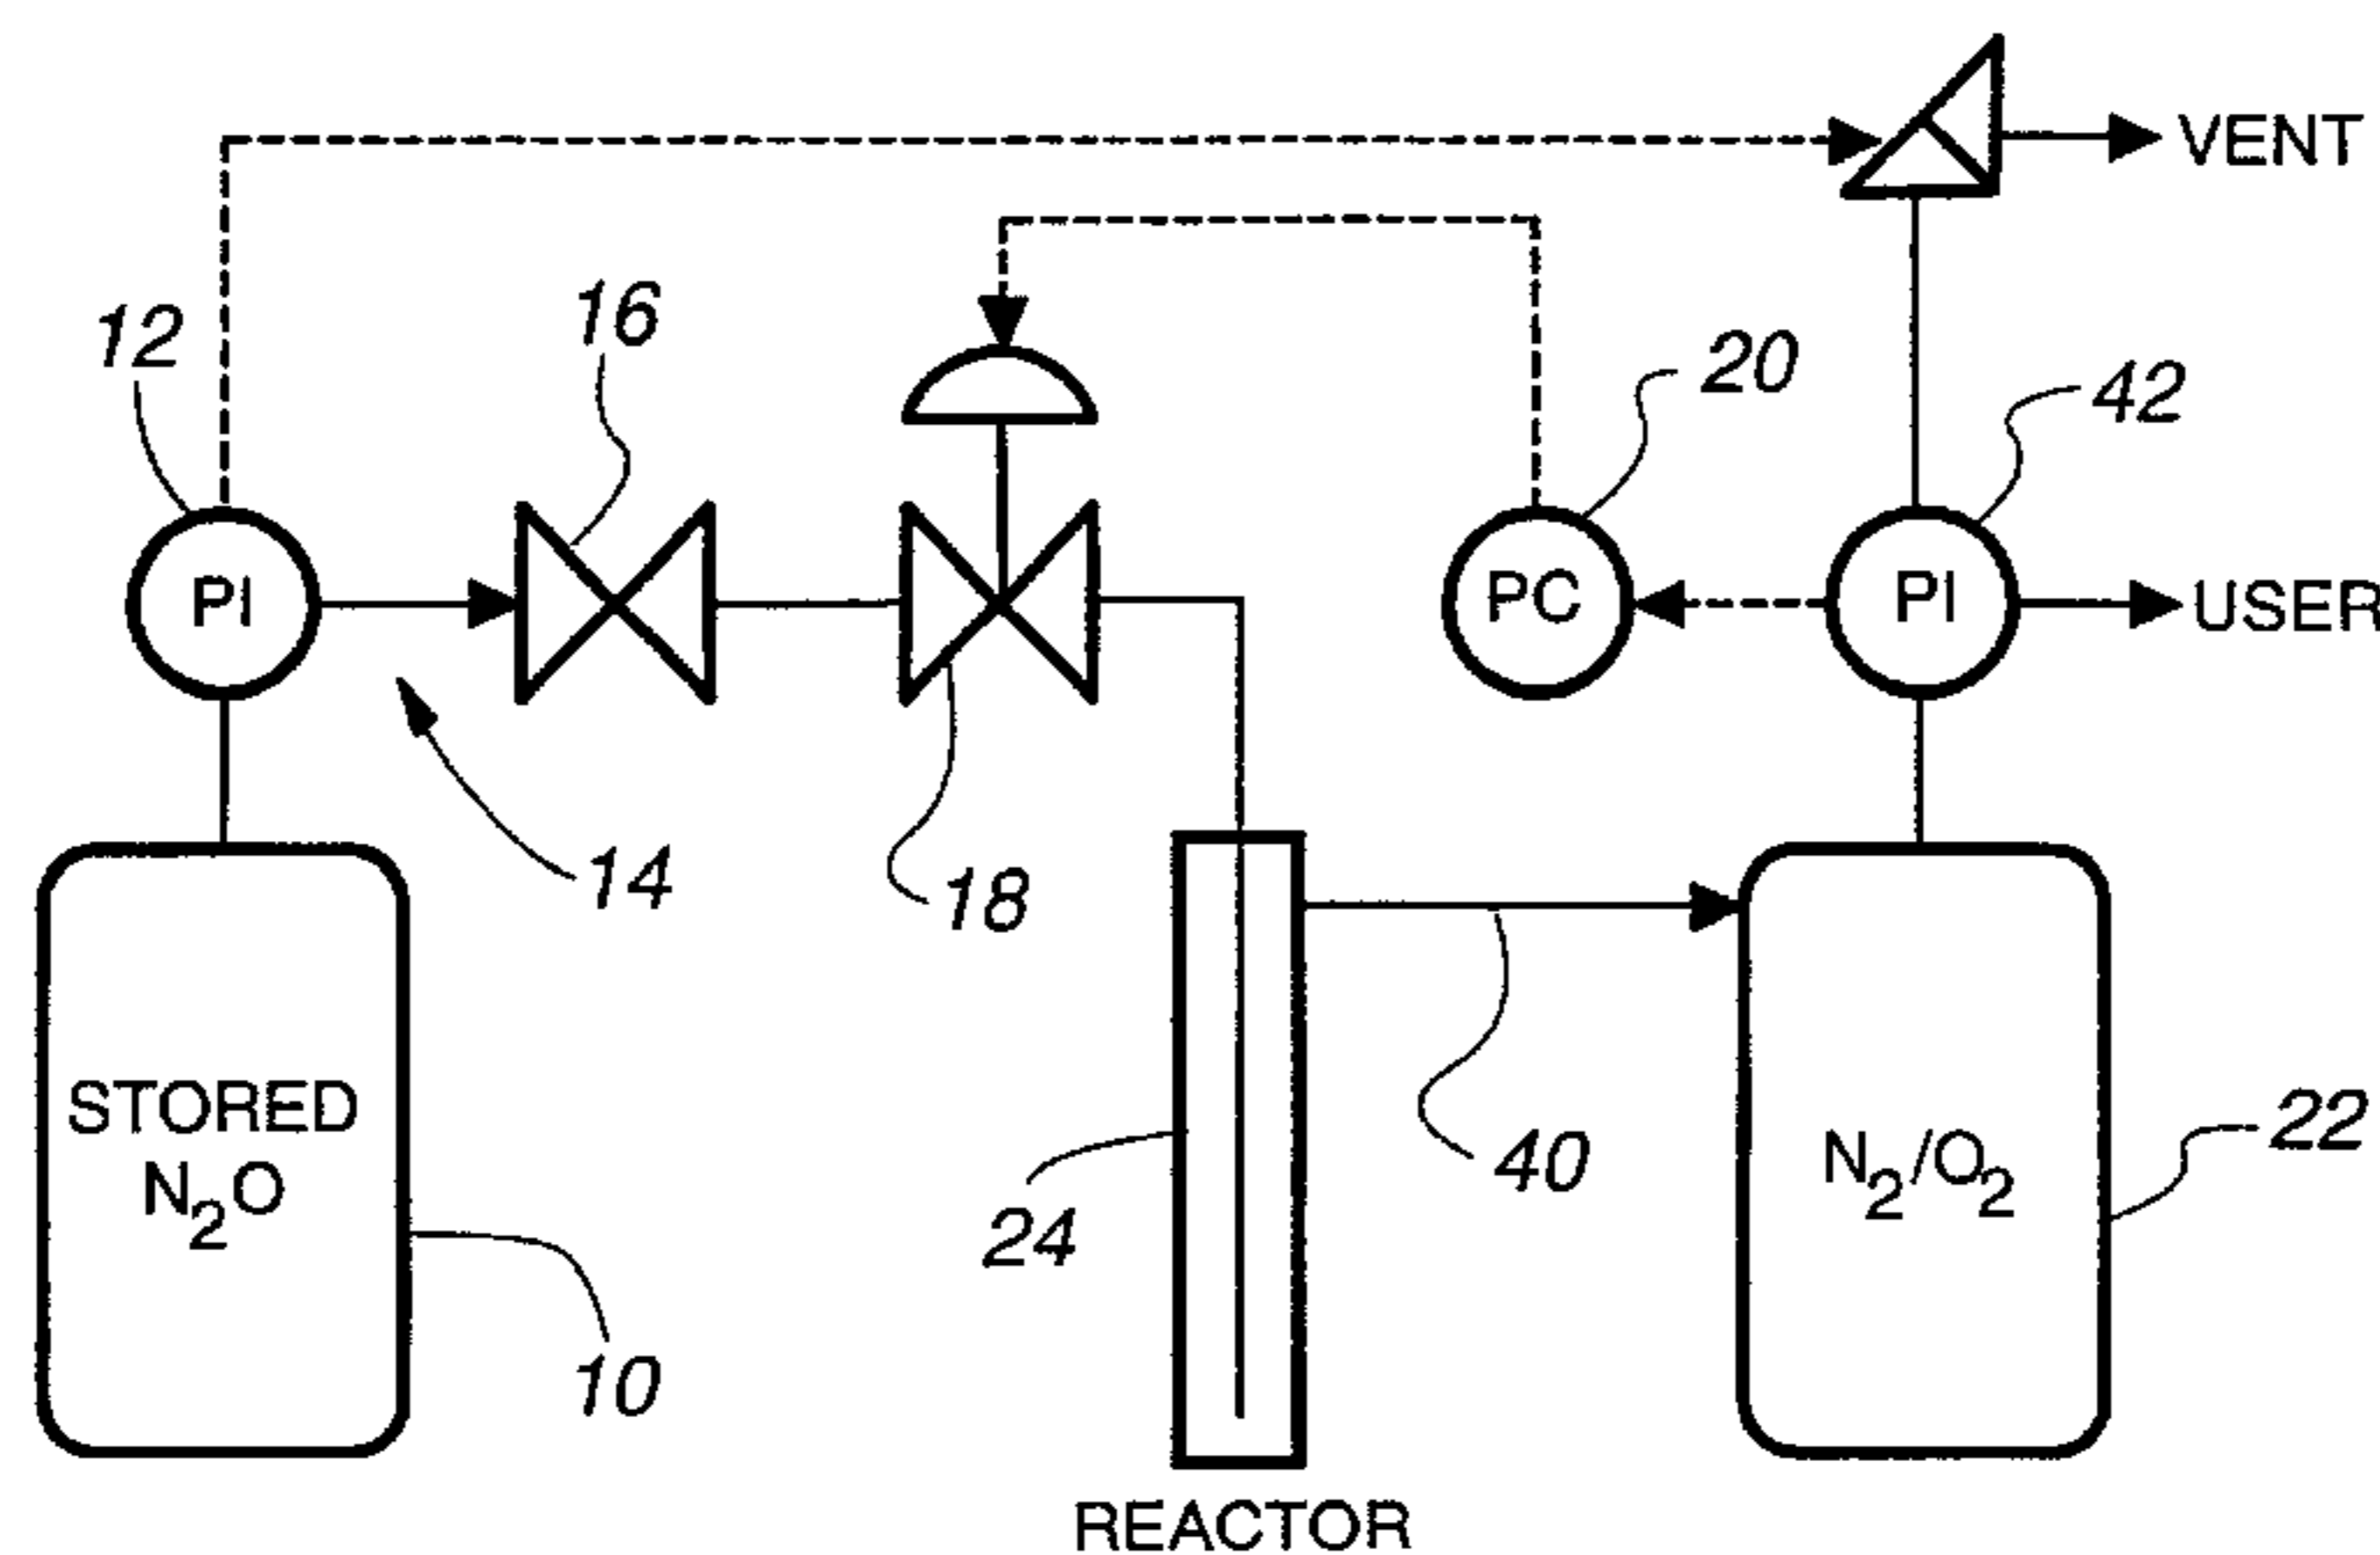 VENT
16
12
20
42
PI
PC
PI
USER
14
18
STORED
N₂O
N₂/O₂
22
40
24
10
REACTOR